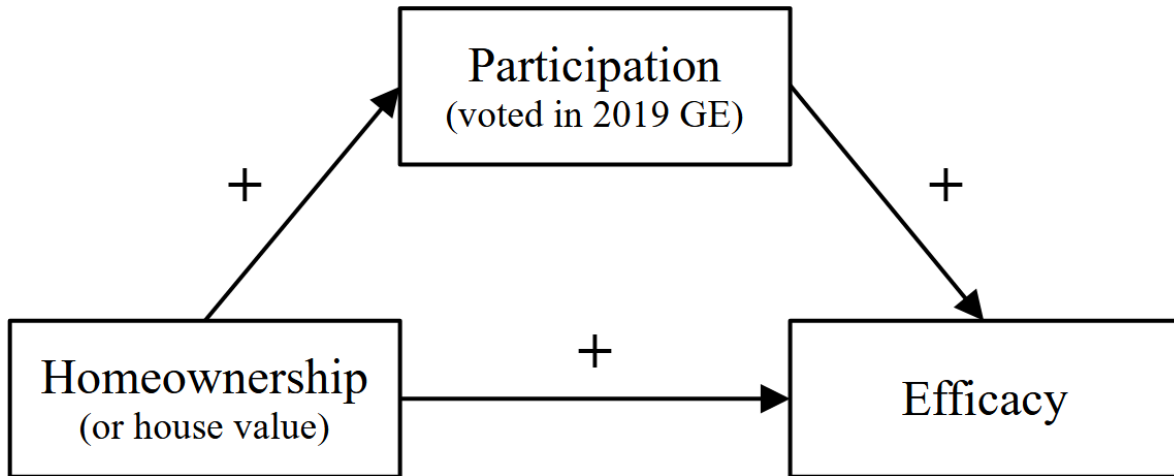 Participation
(voted in 2019 GE)
+
+
+
Homeownership
(or house value)
Efficacy